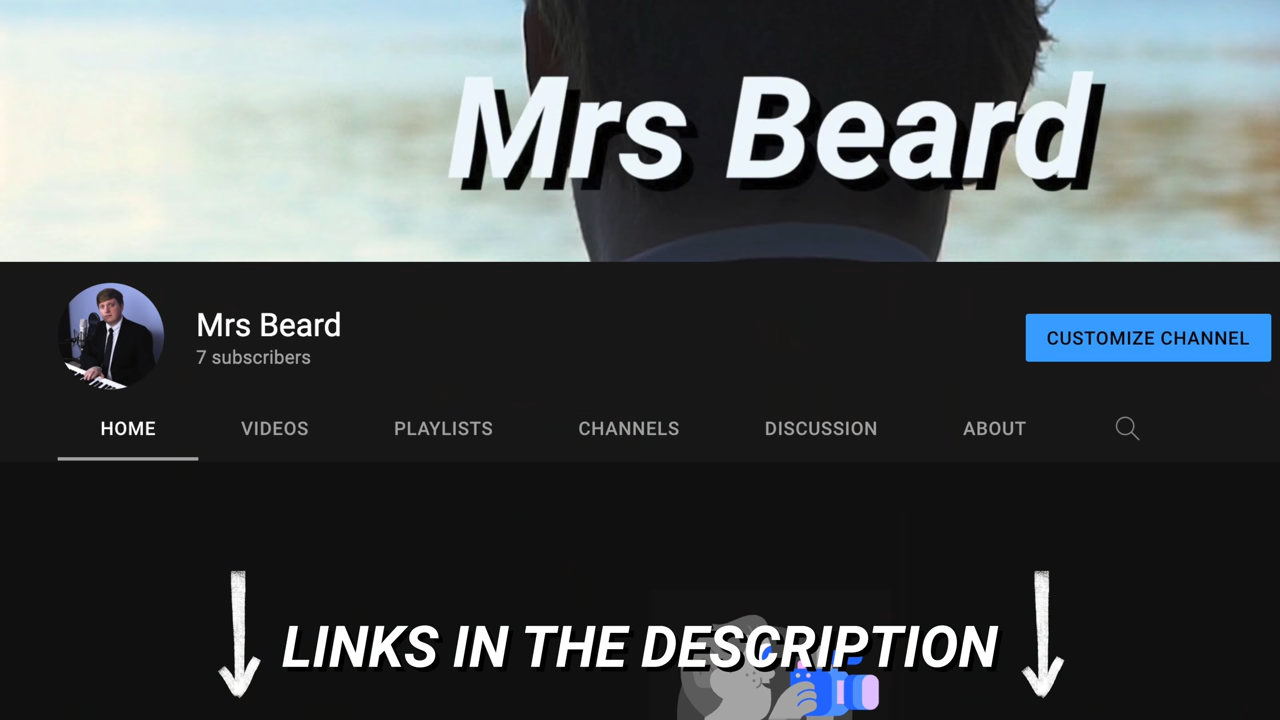 Mrs Beard
Mrs Beard
7 subscribers
CUSTOMIZE CHANNEL
HOME VIDEOS PLAYLISTS CHANNELS DISCUSSION ABOUT
LINKS IN THE DESCRIPTION